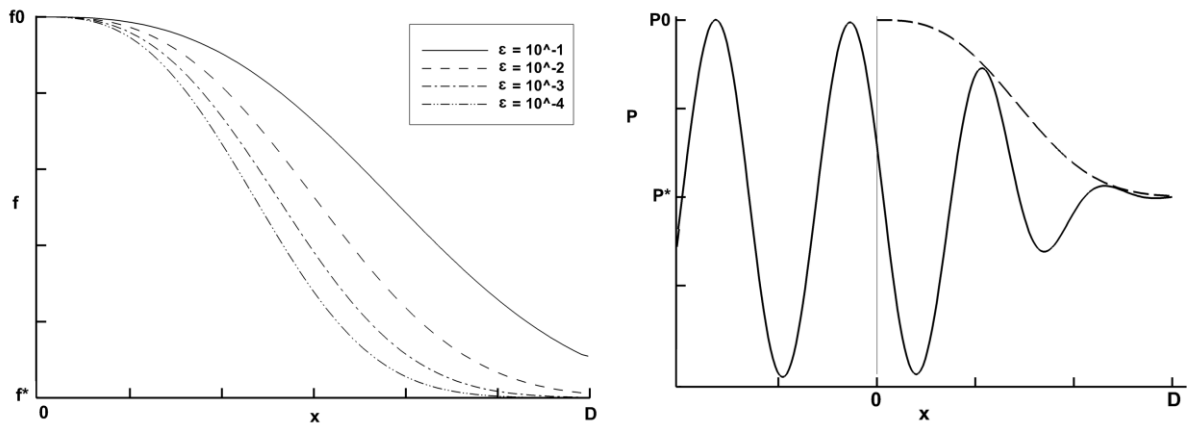 f0
ε = 10^-1
ε = 10^-2
ε = 10^-3
ε = 10^-4
f
f*
0
x
D
P0
P
P*
0
x
D